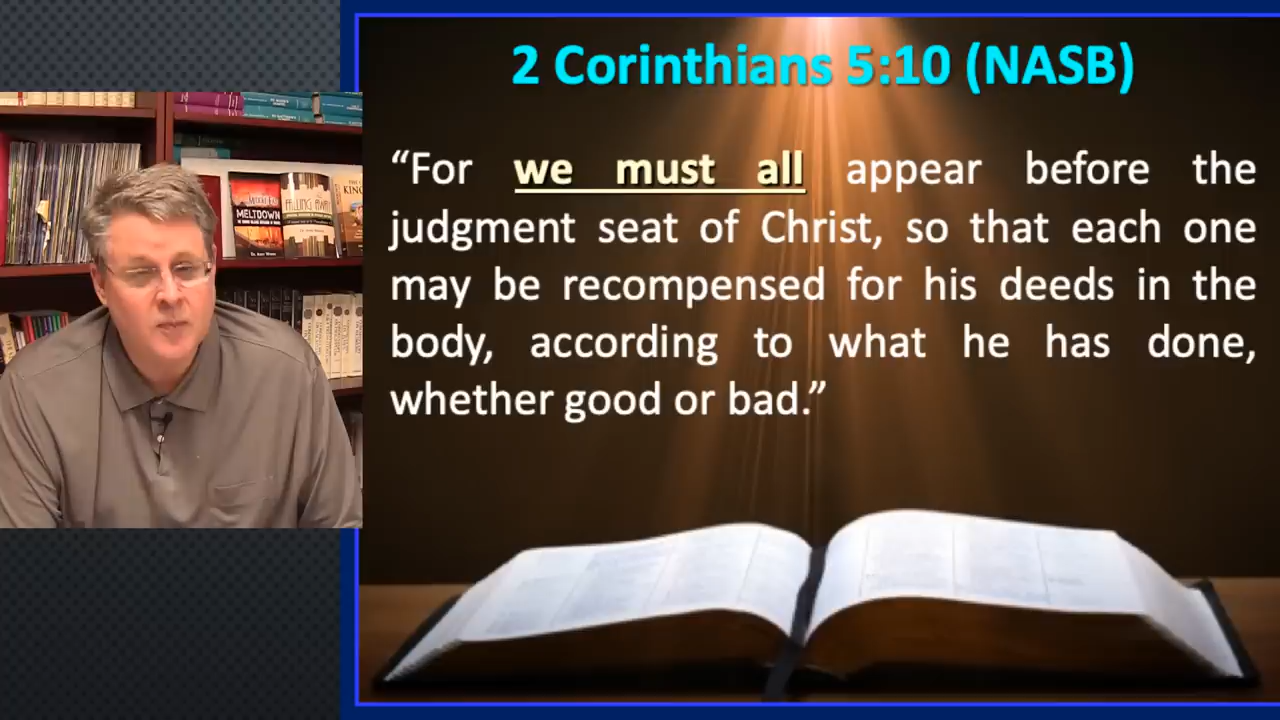 2 Corinthians 5:10 (NASB)
“For we must all appear before the
judgment seat of Christ, so that each one
may be recompensed for his deeds in the
body, according to what he has done,
whether good or bad.”
MELTDOWN
FALLING AWAY